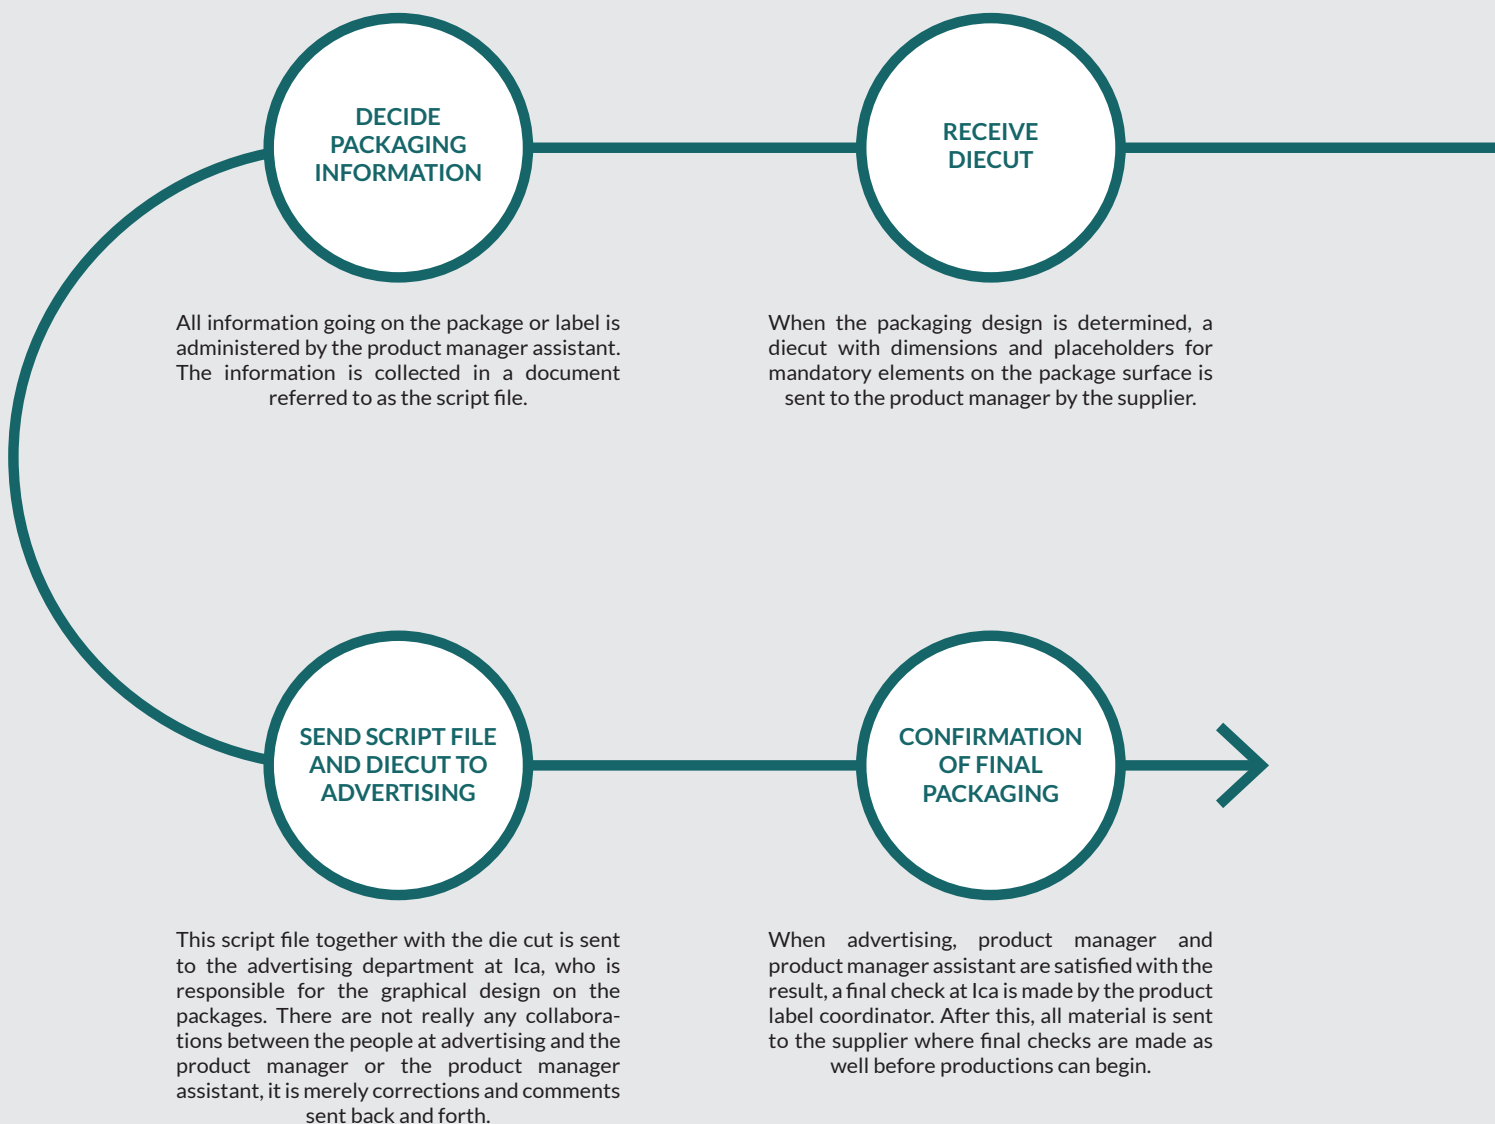 DECIDE
PACKAGING
INFORMATION
All information going on the package or label is
administered by the product manager assistant.
The information is collected in a document
referred to as the script file.
RECEIVE
DIECUT
When the packaging design is determined, a
diecut with dimensions and placeholders for
mandatory elements on the package surface is
sent to the product manager by the supplier.
SEND SCRIPT FILE
AND DIECUT TO
ADVERTISING
This script file together with the die cut is sent
to the advertising department at Ica, who is
responsible for the graphical design on the
packages. There are not really any collabora-
tions between the people at advertising and the
product manager or the product manager
assistant, it is merely corrections and comments
sent back and forth.
CONFIRMATION
OF FINAL
PACKAGING
When advertising, product manager and
product manager assistant are satisfied with the
result, a final check at Ica is made by the product
label coordinator. After this, all material is sent
to the supplier where final checks are made as
well before productions can begin.